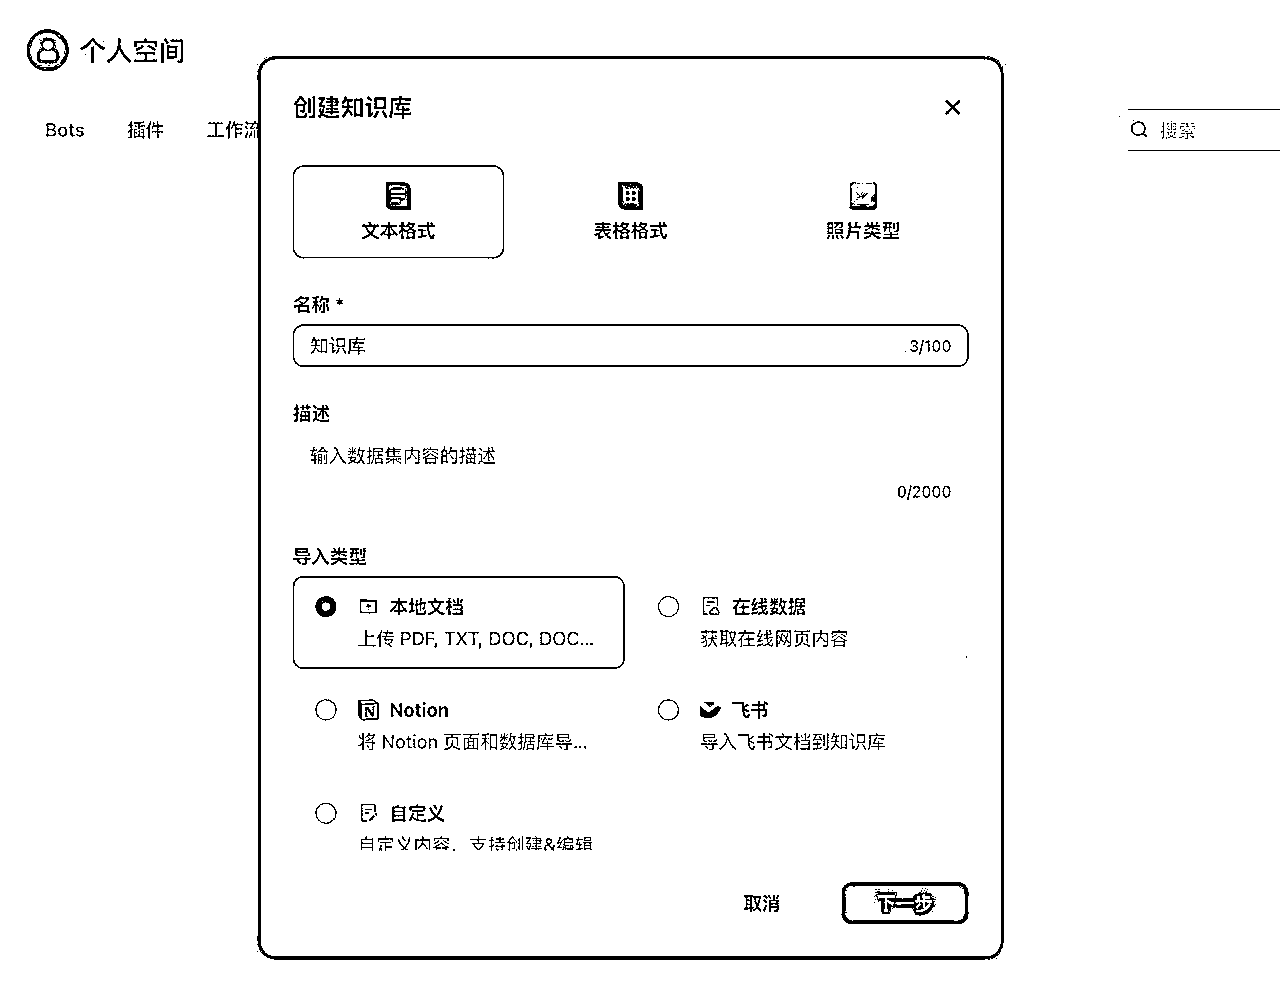 个人空间
创建知识库
Bots 插件 工作流
搜索
文本格式 表格格式 照片类型
名称 *
知识库 3/100
描述
输入数据集内容的描述
0/2000
导入类型
本地文档 在线数据
上传 PDF, TXT, DOC, DOC... 获取在线网页内容
Notion 飞书
将 Notion 页面和数据库导... 导入飞书文档到知识库
自定义
自定义内容，支持创建&编辑
取消 下一步